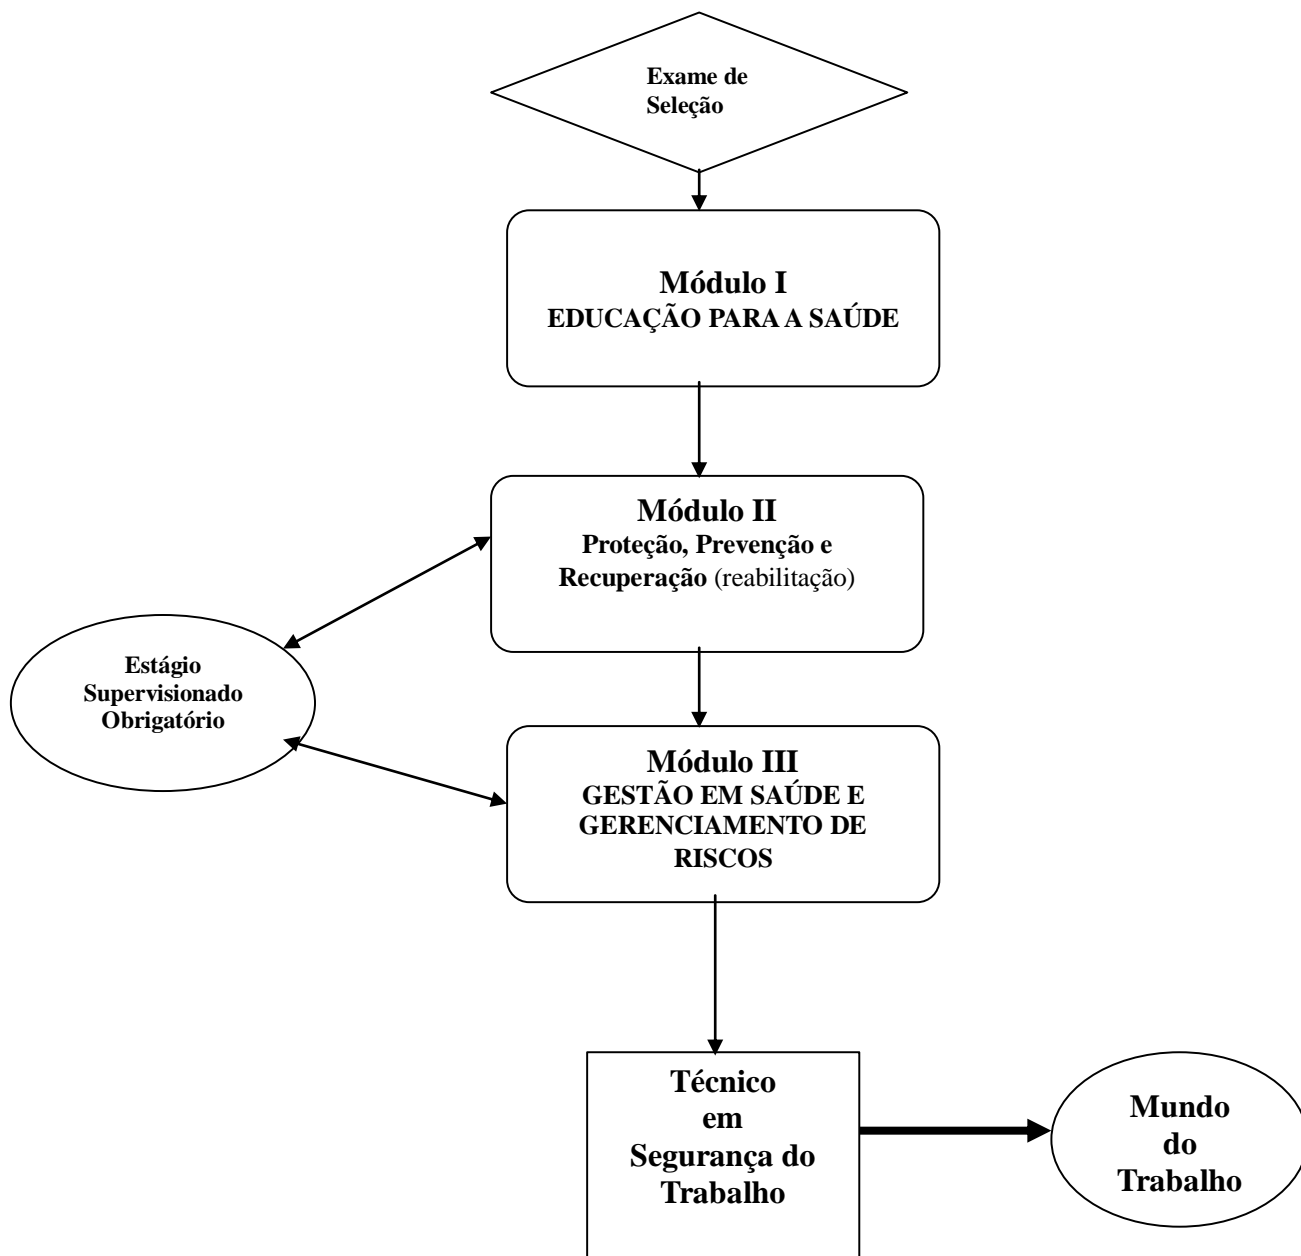 Exame de
Seleção
Módulo I
EDUCAÇÃO PARA A SAÚDE
Módulo II
Proteção, Prevenção e
Recuperação (reabilitação)
Estágio
Supervisionado
Obrigatório
Módulo III
GESTÃO EM SAÚDE E
GERENCIAMENTO DE
RISCOS
Técnico
em
Segurança do
Trabalho
Mundo
do
Trabalho